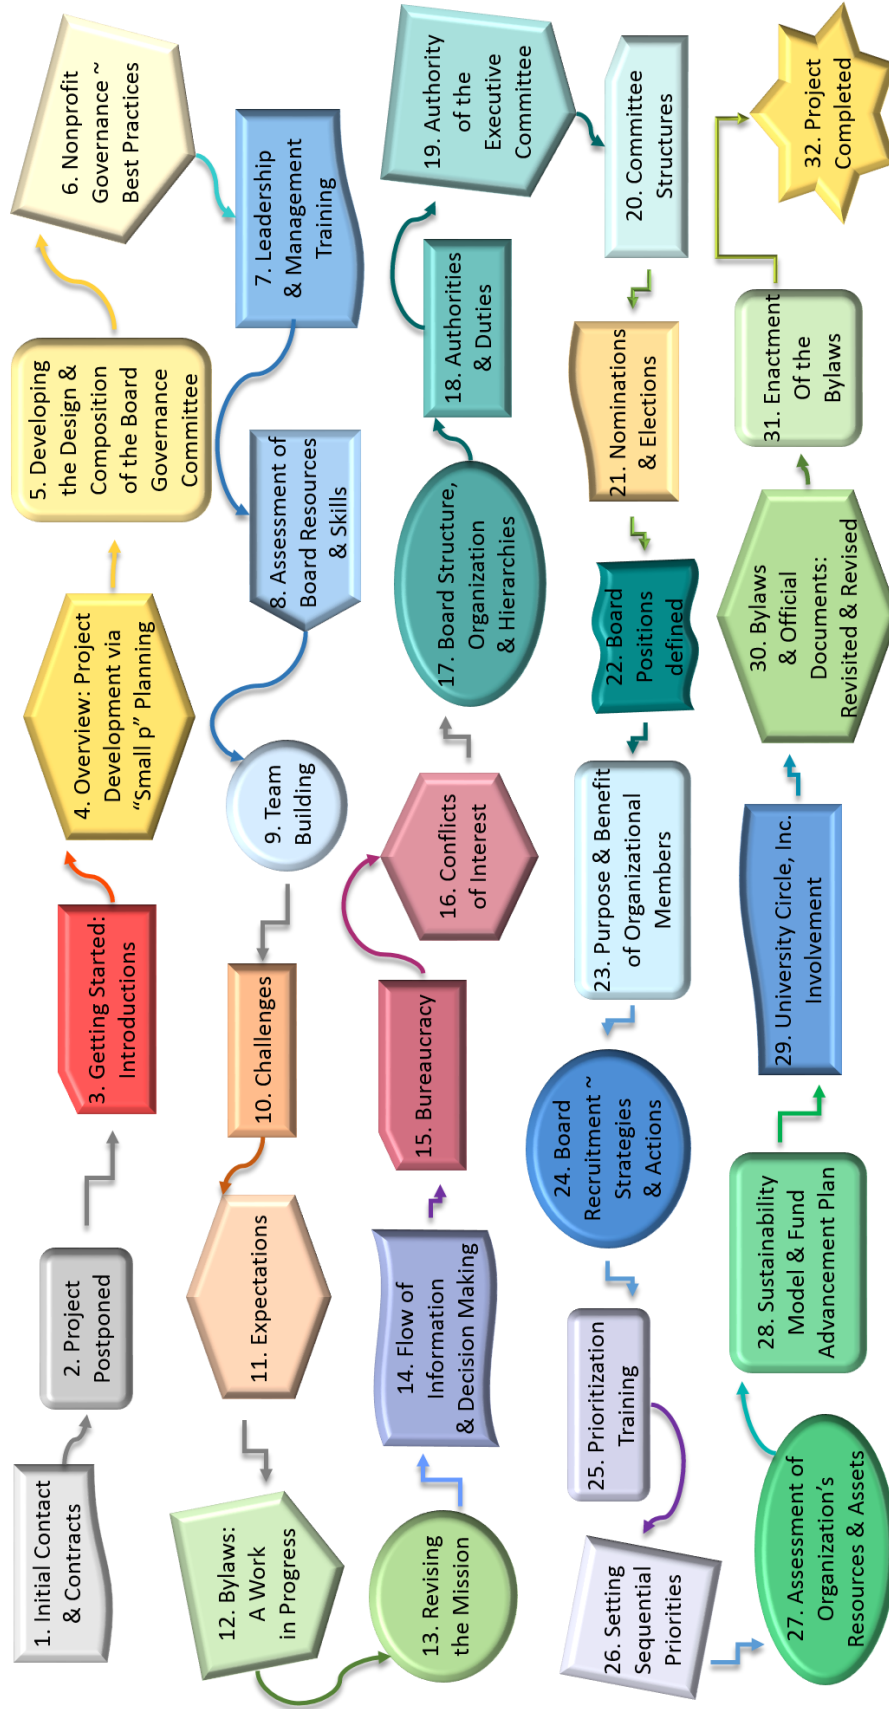 1. Initial Contact
& Contracts
2. Project
Postponed
3. Getting Started:
Introductions
4. Overview: Project
Development via
“Small p” Planning
5. Developing
the Design &
Composition
of the Board
Governance
Committee
6. Nonprofit
Governance ~
Best Practices
7. Leadership
& Management
Training
8. Assessment of
Board Resources
& Skills
9. Team
Building
10. Challenges
11. Expectations
12. Bylaws:
A Work
in Progress
13. Revising
the Mission
14. Flow of
Information
& Decision Making
15. Bureaucracy
16. Conflicts
of Interest
17. Board Structure,
Organization
& Hierarchies
18. Authorities
& Duties
19. Authority
of the
Executive
Committee
20. Committee
Structures
21. Nominations
& Elections
22. Board
Positions
defined
23. Purpose & Benefit
of Organizational
Members
24. Board
Recruitment ~
Strategies
& Actions
25. Prioritization
Training
26. Setting
Sequential
Priorities
27. Assessment of
Organization’s
Resources & Assets
28. Sustainability
Model & Fund
Advancement Plan
29. University Circle, Inc.
Involvement
30. Bylaws
& Official
Documents:
Revisited & Revised
31. Enactment
Of the
Bylaws
32. Project
Completed